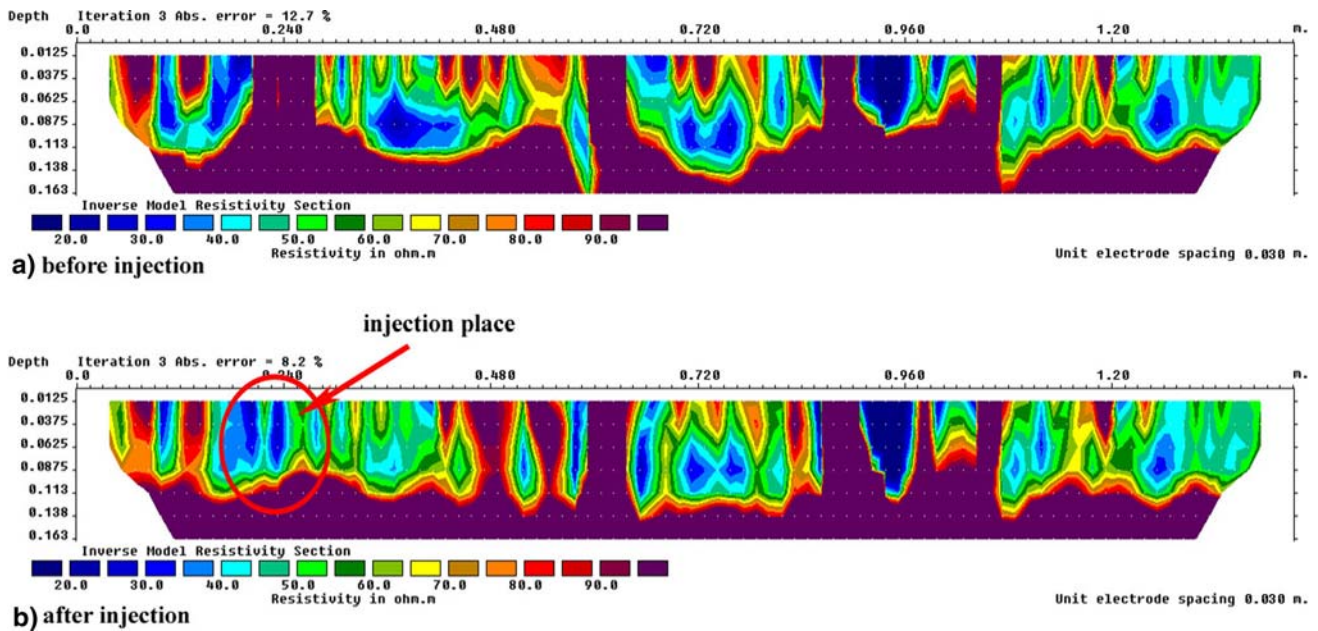 Depth Iteration 3 Abs. error = 12.7 %
0.0 0.240 0.480 0.720 0.960 1.20 m.
0.0125
0.0375
0.0625
0.0875
0.113
0.138
0.163
Inverse Model Resistivity Section
20.0 30.0 40.0 50.0 60.0 70.0 80.0 90.0
Resistivity in ohm.m
Unit electrode spacing 0.030 m.
a) before injection
injection place
Depth Iteration 3 Abs. error = 8.2 %
0.0 0.240 0.480 0.720 0.960 1.20 m.
0.0125
0.0375
0.0625
0.0875
0.113
0.138
0.163
Inverse Model Resistivity Section
20.0 30.0 40.0 50.0 60.0 70.0 80.0 90.0
Resistivity in ohm.m
Unit electrode spacing 0.030 m.
b) after injection